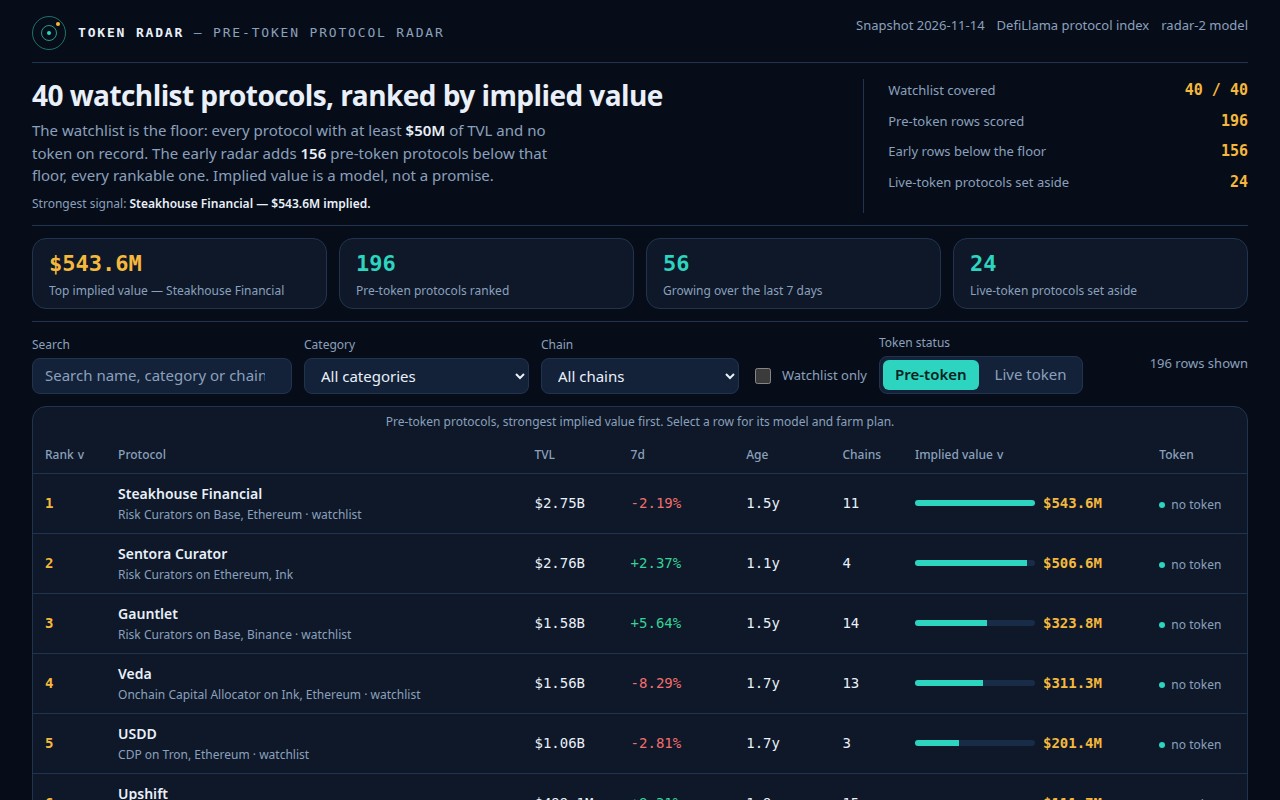 TOKEN RADAR — PRE-TOKEN PROTOCOL RADAR
Snapshot 2026-11-14 DefiLlama protocol index radar-2 model
40 watchlist protocols, ranked by implied value
The watchlist is the floor: every protocol with at least $50M of TVL and no
token on record. The early radar adds 156 pre-token protocols below that
floor, every rankable one. Implied value is a model, not a promise.
Strongest signal: Steakhouse Financial — $543.6M implied.
Watchlist covered 40 / 40
Pre-token rows scored 196
Early rows below the floor 156
Live-token protocols set aside 24
$543.6M
Top implied value — Steakhouse Financial
196
Pre-token protocols ranked
56
Growing over the last 7 days
24
Live-token protocols set aside
Search
Search name, category or chain
Category
All categories
Chain
All chains
Watchlist only
Token status
Pre-token Live token
196 rows shown
Pre-token protocols, strongest implied value first. Select a row for its model and farm plan.
Rank v Protocol TVL 7d Age Chains Implied value v Token
1 Steakhouse Financial $2.75B -2.19% 1.5y 11 $543.6M no token
Risk Curators on Base, Ethereum · watchlist
2 Sentora Curator $2.76B +2.37% 1.1y 4 $506.6M no token
Risk Curators on Ethereum, Ink
3 Gauntlet $1.58B +5.64% 1.5y 14 $323.8M no token
Risk Curators on Base, Binance · watchlist
4 Veda $1.56B -8.29% 1.7y 13 $311.3M no token
Onchain Capital Allocator on Ink, Ethereum · watchlist
5 USDD $1.06B -2.81% 1.7y 3 $201.4M no token
CDP on Tron, Ethereum · watchlist
Upshift